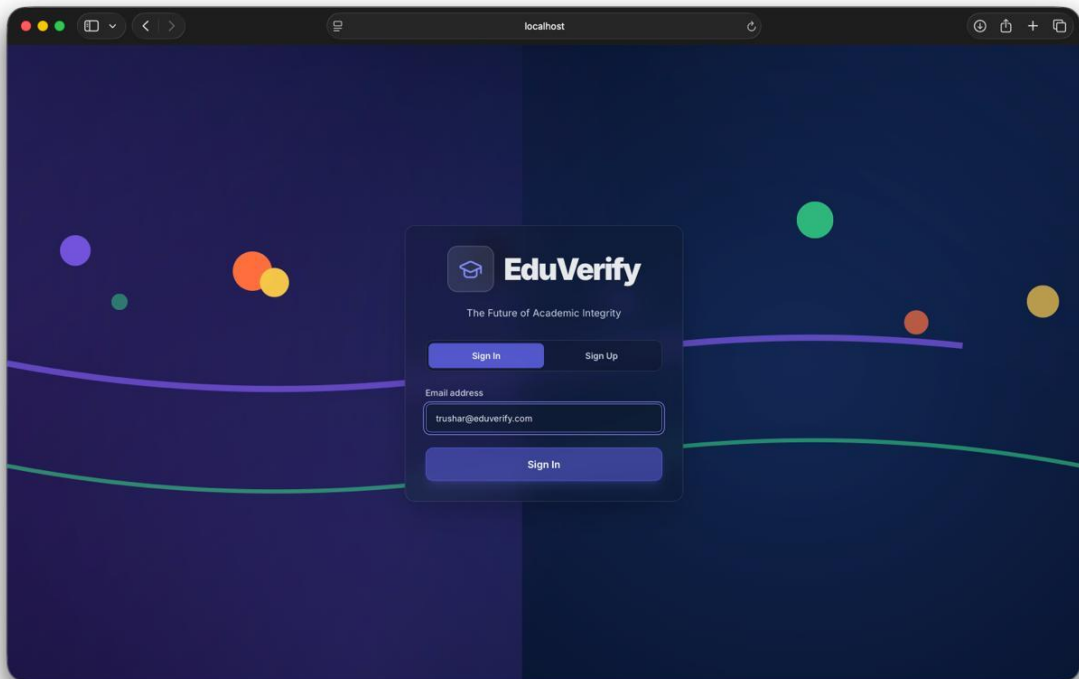 localhost
EduVerify
The Future of Academic Integrity
Sign In Sign Up
Email address
trushar@eduverify.com
Sign In